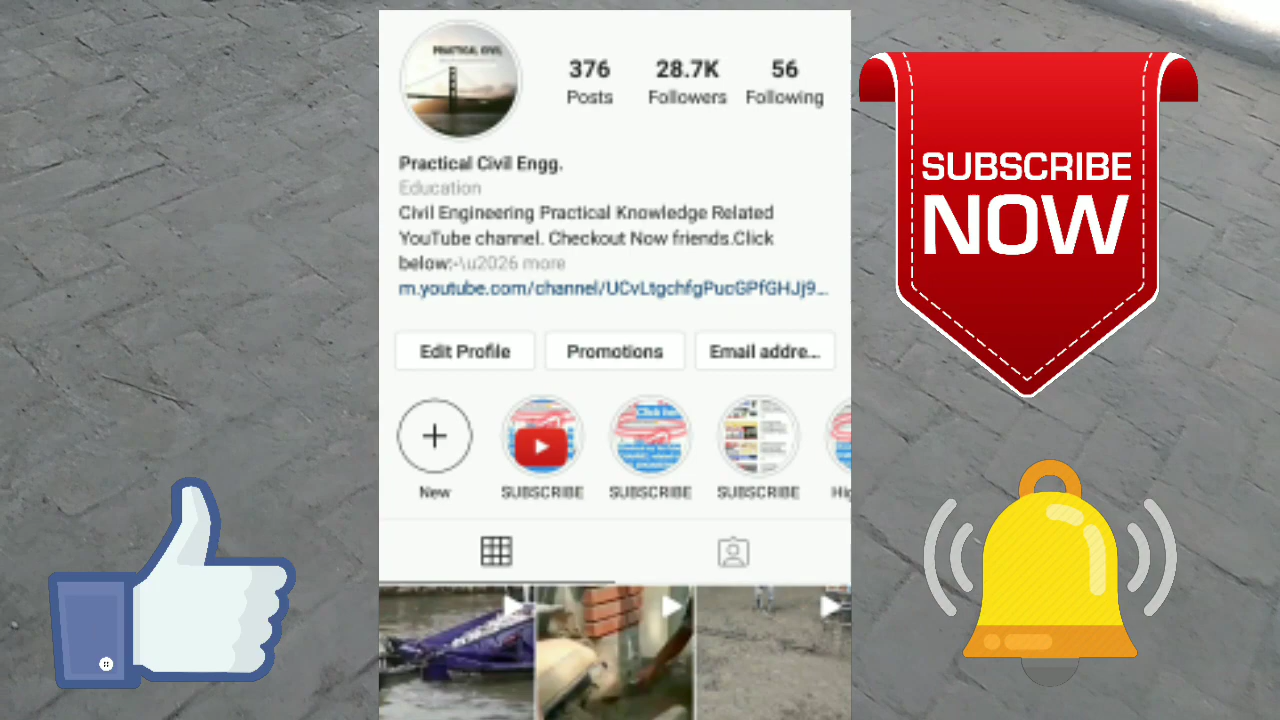 PRACTICAL CIVIL
376
28.7K
56
Posts
Followers
Following
Practical Civil Engg.
Education
Civil Engineering Practical Knowledge Related
YouTube channel. Checkout Now friends.Click
below:-\u2026 more
m.youtube.com/channel/UCvLtgchfgPucGPfGHJj9...
Edit Profile
Promotions
Email addre...
New
SUBSCRIBE
SUBSCRIBE
SUBSCRIBE
SUBSCRIBE
NOW